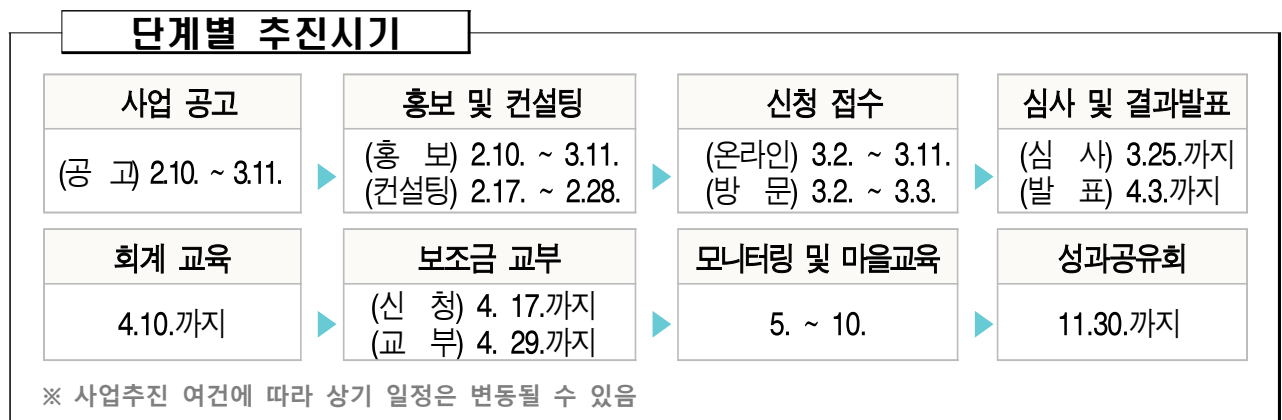 단계별 추진시기
사업 공고
(공 고) 2.10. ~ 3.11.
홍보 및 컨설팅
(홍 보) 2.10. ~ 3.11.
(컨설팅) 2.17. ~ 2.28.
신청 접수
(온라인) 3.2. ~ 3.11.
(방 문) 3.2. ~ 3.3.
심사 및 결과발표
(심 사) 3.25.까지
(발 표) 4.3.까지
회계 교육
4.10.까지
보조금 교부
(신 청) 4. 17.까지
(교 부) 4. 29.까지
모니터링 및 마을교육
5. ~ 10.
성과공유회
11.30.까지
※ 사업추진 여건에 따라 상기 일정은 변동될 수 있음